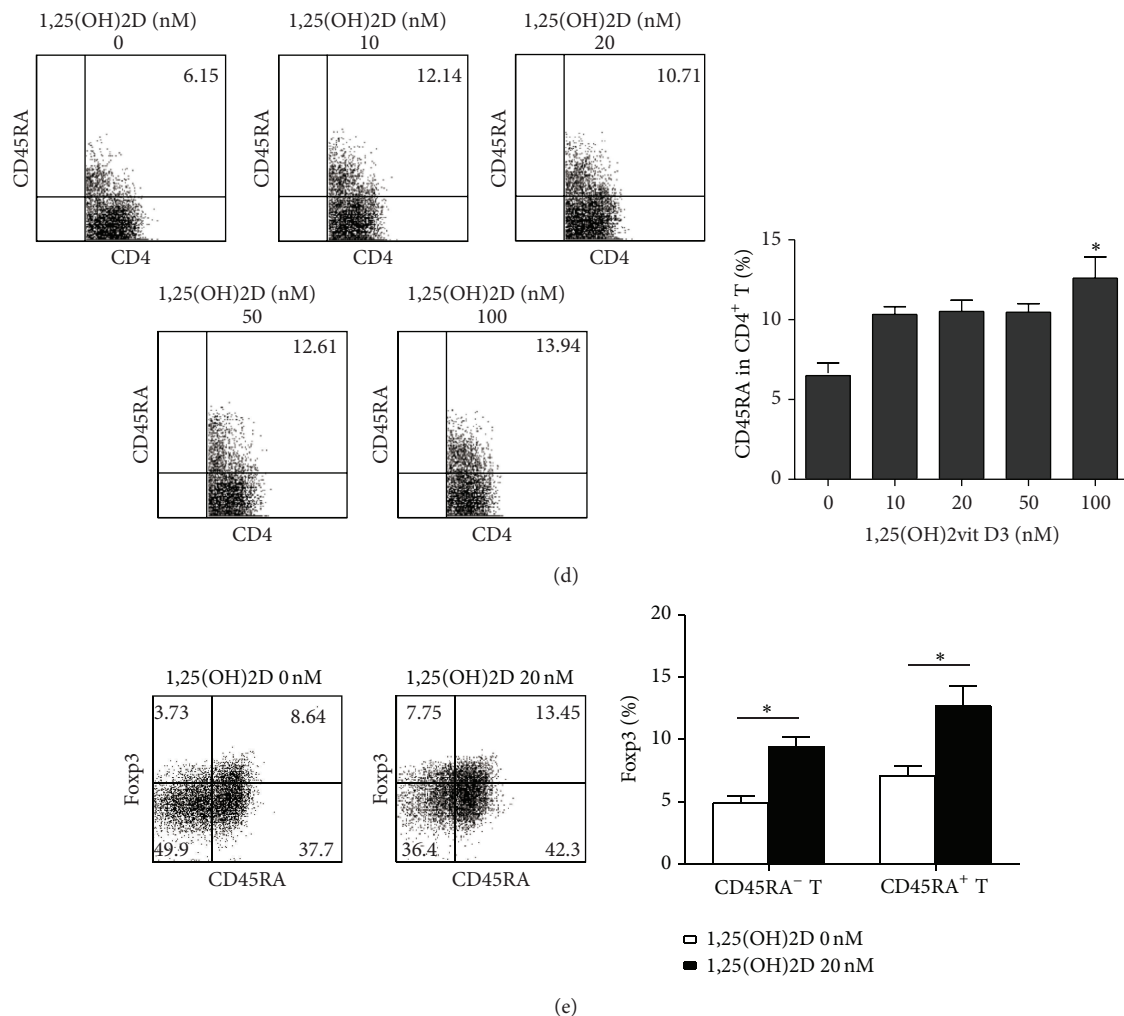 1,25(OH)2D (nM)
0
6.15
CD45RA
CD4
1,25(OH)2D (nM)
10
12.14
CD45RA
CD4
1,25(OH)2D (nM)
20
10.71
CD45RA
CD4
1,25(OH)2D (nM)
50
12.61
CD45RA
CD4
1,25(OH)2D (nM)
100
13.94
CD45RA
CD4
15
10
5
0
CD45RA in CD4⁺ T (%)
*
0 10 20 50 100
1,25(OH)2vit D3 (nM)
(d)
1,25(OH)2D 0 nM
3.73 8.64
Foxp3
49.9 37.7
CD45RA
1,25(OH)2D 20 nM
7.75 13.45
Foxp3
36.4 42.3
CD45RA
20
15
10
5
0
Foxp3 (%)
*
*
CD45RA⁻ T CD45RA⁺ T
1,25(OH)2D 0 nM
1,25(OH)2D 20 nM
(e)